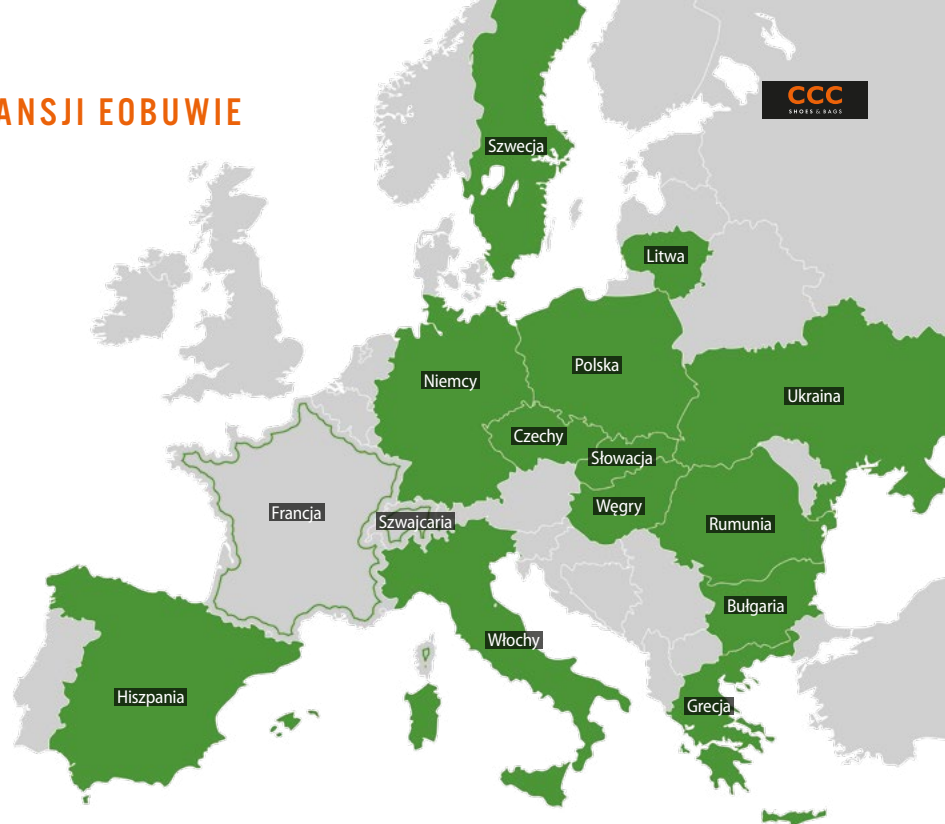 ANSJI EOBUWIE
CCC
SHOES & BAGS
Szwecja
Litwa
Polska
Niemcy
Ukraina
Czechy
Słowacja
Francja
Szwajcaria
Węgry
Rumunia
Bułgaria
Włochy
Hiszpania
Grecja